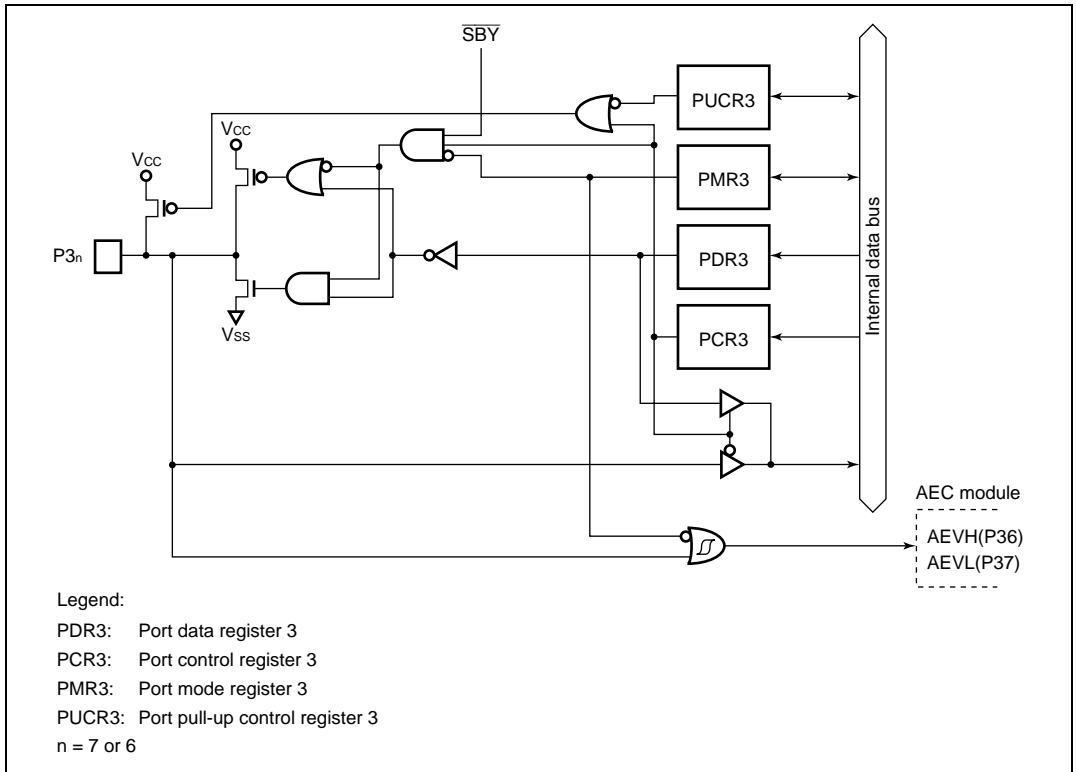 SBY
PUCR3
VCC
VCC
PMR3
P3n
PDR3
Internal data bus
VSS
PCR3
AEC module
AEVH(P36)
AEVL(P37)
Legend:
PDR3: Port data register 3
PCR3: Port control register 3
PMR3: Port mode register 3
PUCR3: Port pull-up control register 3
n = 7 or 6